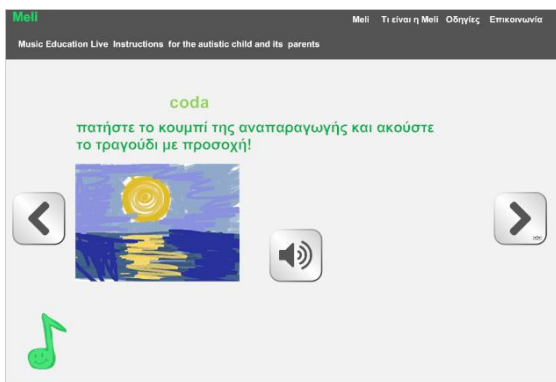 Meli
Meli Τι είναι η Meli Οδηγίες Επικοινωνία
Music Education Live Instructions for the autistic child and its parents
coda
πατήστε το κουμπί της αναπαραγωγής και ακούστε
το τραγούδι με προσοχή!